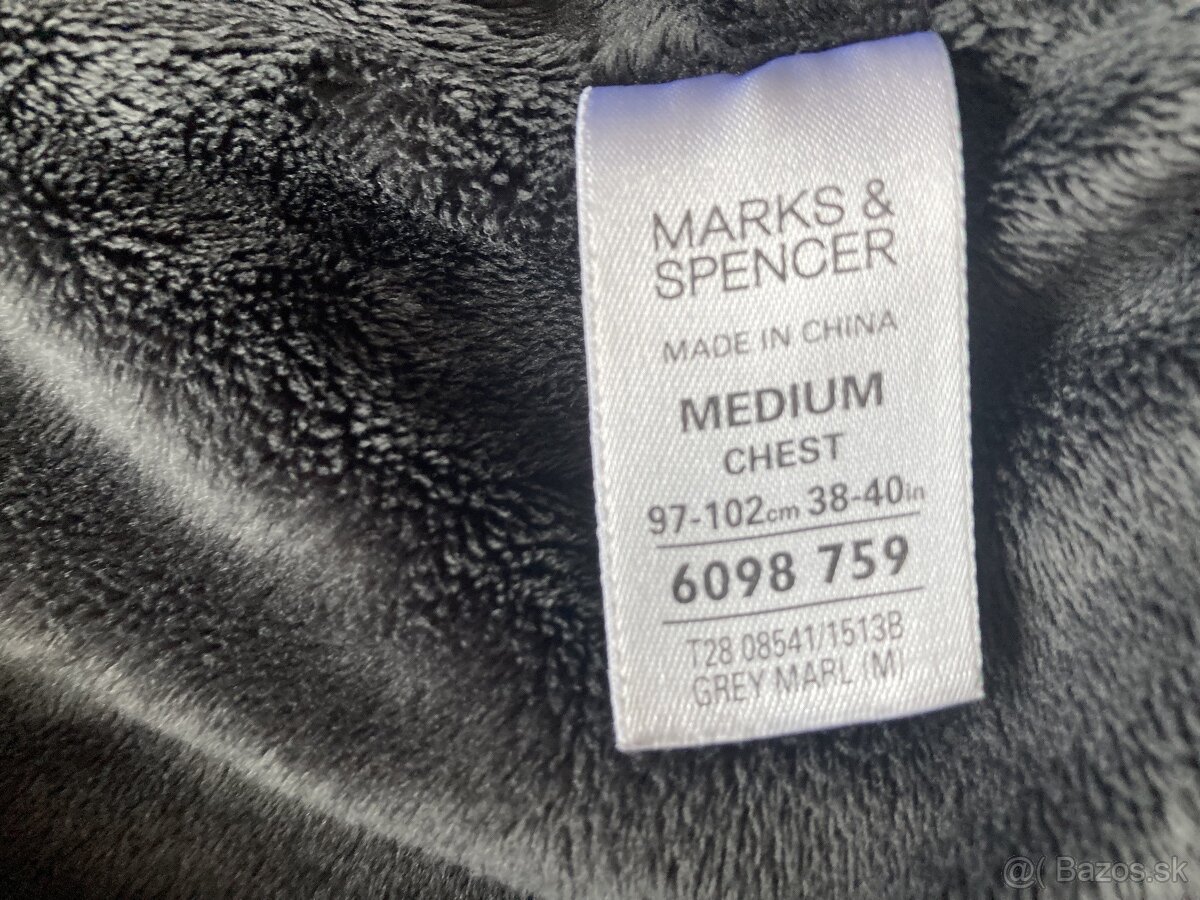 MARKS &
SPENCER
MADE IN CHINA
MEDIUM
CHEST
97-102cm 38-40in
6098 759
T28 08541/1513B
GREY MARL (M)
@( Bazos.sk